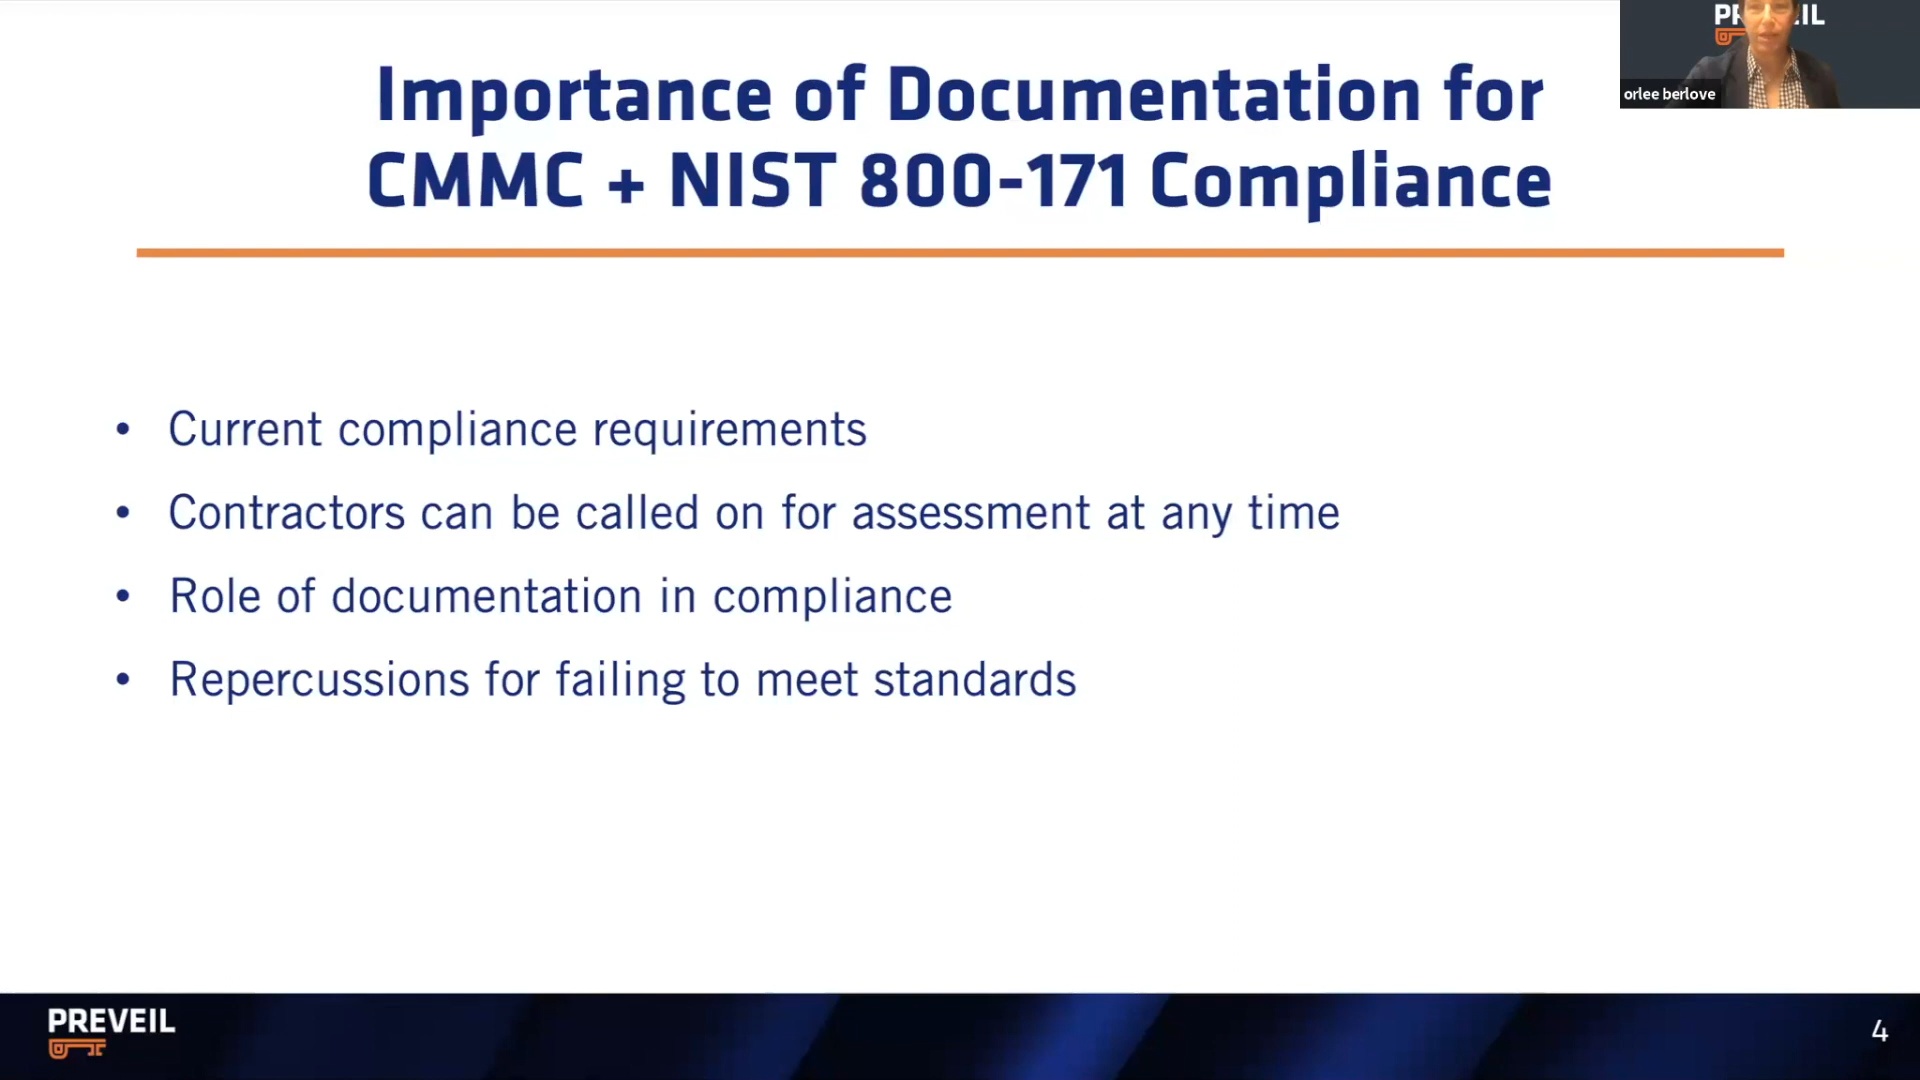 Importance of Documentation for
CMMC + NIST 800-171 Compliance
orlee berlove
• Current compliance requirements
• Contractors can be called on for assessment at any time
• Role of documentation in compliance
• Repercussions for failing to meet standards
PREVEIL
4